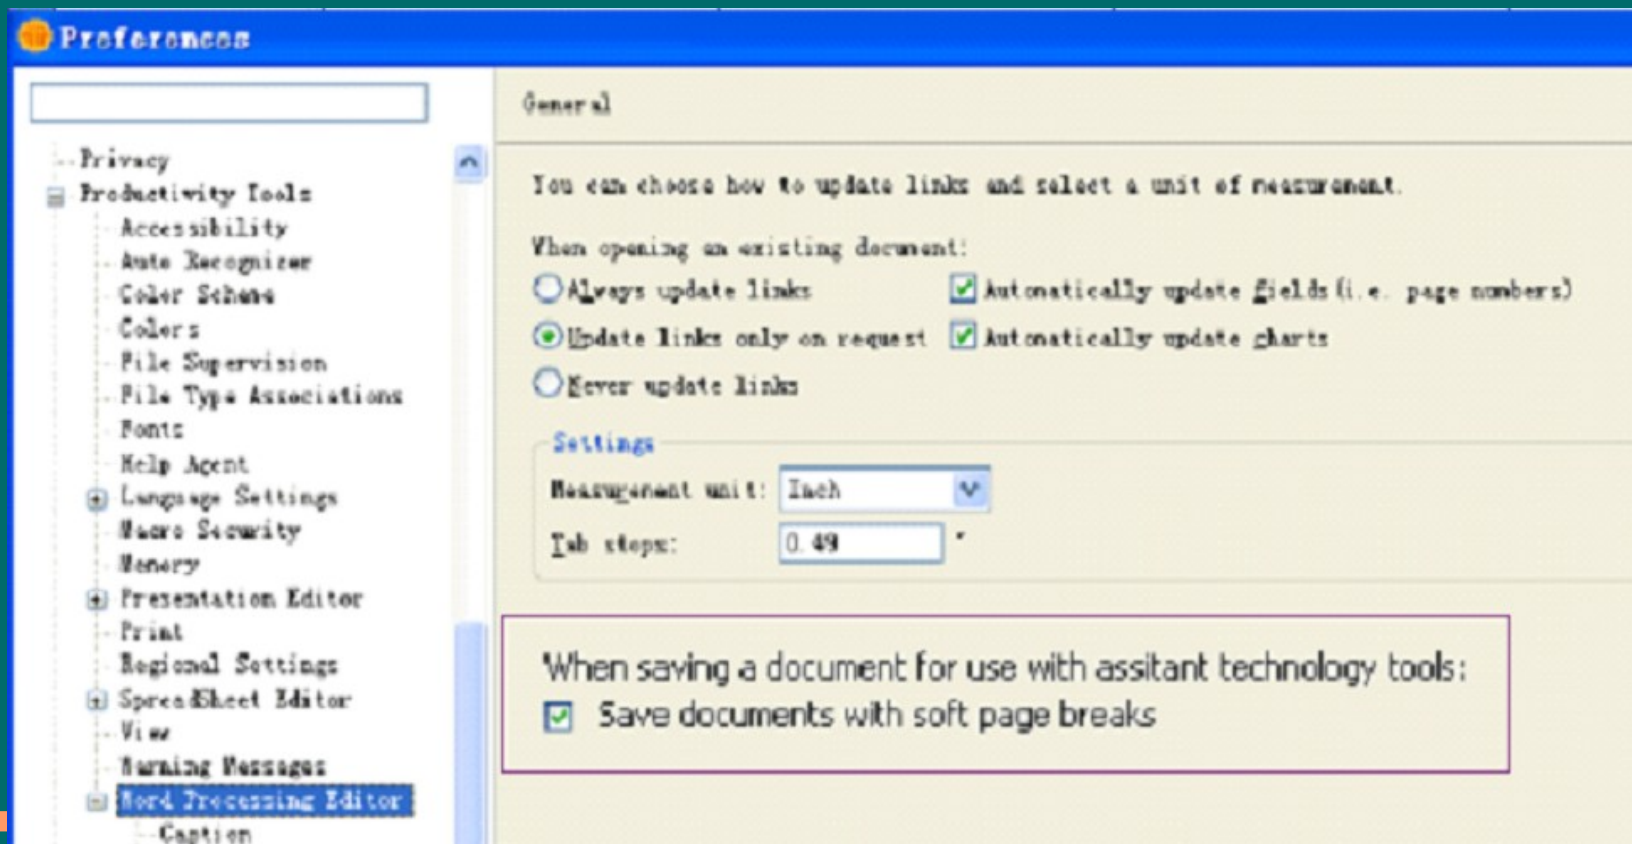 Preferences
General
Privacy
Productivity Tools
Accessibility
Auto Recognizer
Color Scheme
Colors
File Supervision
File Type Associations
Fonts
Help Agent
Language Settings
Macro Security
Memory
Presentation Editor
Print
Regional Settings
SpreadSheet Editor
View
Warning Messages
Word Processing Editor
Caption
You can choose how to update links and select a unit of measurement.
When opening an existing document:
Always update links
Automatically update fields(i.e. page numbers)
Update links only on request
Automatically update charts
Never update links
Settings
Measurement unit: Inch
Tab stops: 0.49 "
When saving a document for use with assitant technology tools:
Save documents with soft page breaks